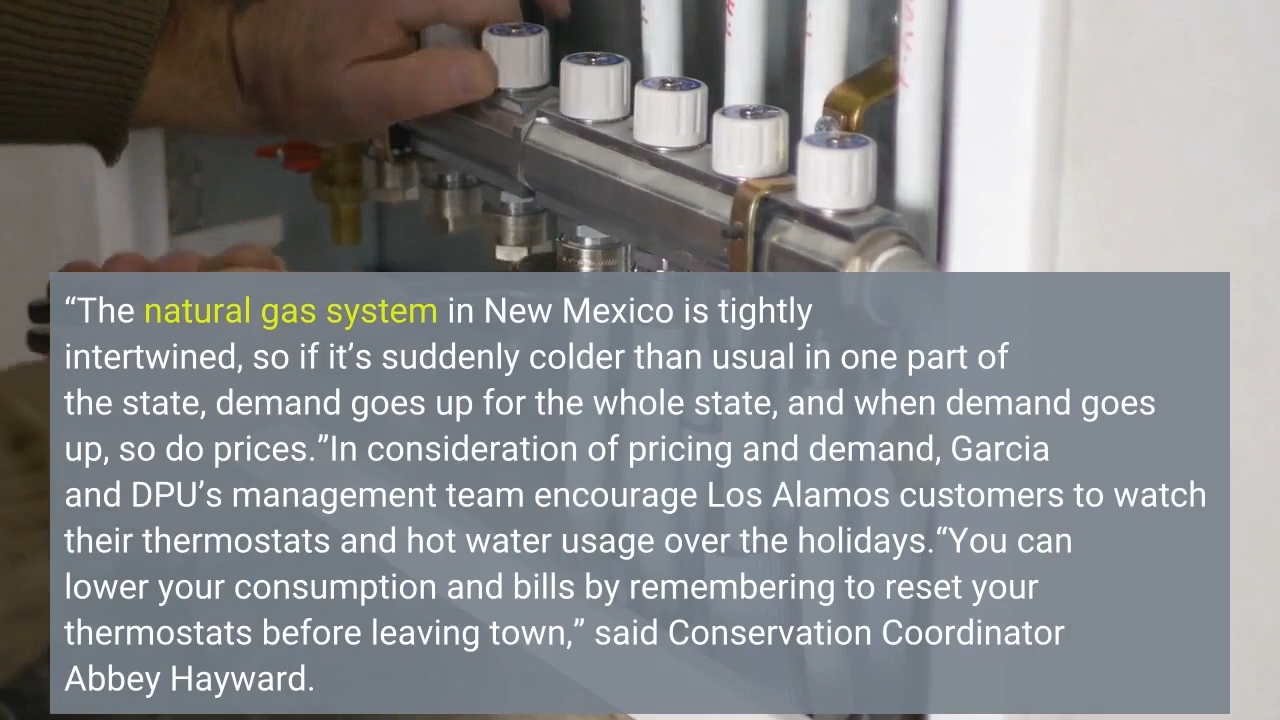 “The natural gas system in New Mexico is tightly
intertwined, so if it’s suddenly colder than usual in one part of
the state, demand goes up for the whole state, and when demand goes
up, so do prices.”In consideration of pricing and demand, Garcia
and DPU’s management team encourage Los Alamos customers to watch
their thermostats and hot water usage over the holidays.“You can
lower your consumption and bills by remembering to reset your
thermostats before leaving town,” said Conservation Coordinator
Abbey Hayward.